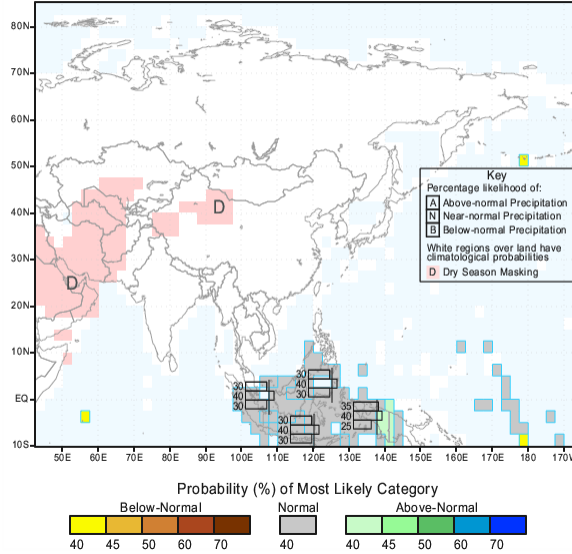 80N
70N
60N
50N
40N
30N
20N
10N
EQ
10S
50E
60E
70E
80E
90E
100E
110E
120E
130E
140E
150E
160E
170E
180
170W
D
D
Key
Percentage likelihood of:
A Above-normal Precipitation
N Near-normal Precipitation
B Below-normal Precipitation
White regions over land have
climatological probabilities
D Dry Season Masking
30
40
30
30
40
30
30
40
30
35
40
25
Probability (%) of Most Likely Category
Below-Normal Normal Above-Normal
40 45 50 60 70 40 40 45 50 60 70